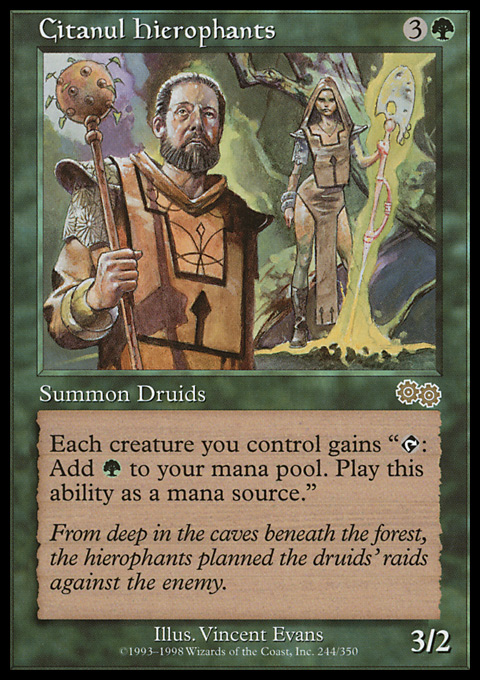 Citanul Hierophants
3
Summon Druids
Each creature you control gains “ :
Add to your mana pool. Play this
ability as a mana source.”
From deep in the caves beneath the forest,
the hierophants planned the druids’ raids
against the enemy.
Illus. Vincent Evans
3/2
©1993–1998 Wizards of the Coast, Inc. 244/350